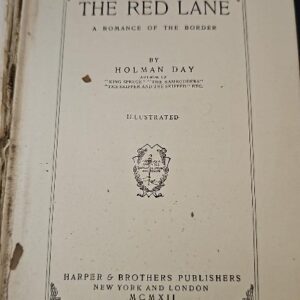 THE RED LANE
A ROMANCE OF THE BORDER
BY
HOLMAN DAY
AUTHOR OF
"KING SPRUCE" "THE RAMRODDERS"
"THE SKIPPER AND THE SKIPPED" ETC.
ILLUSTRATED
HARPER & BROTHERS PUBLISHERS
NEW YORK AND LONDON
MCMXII